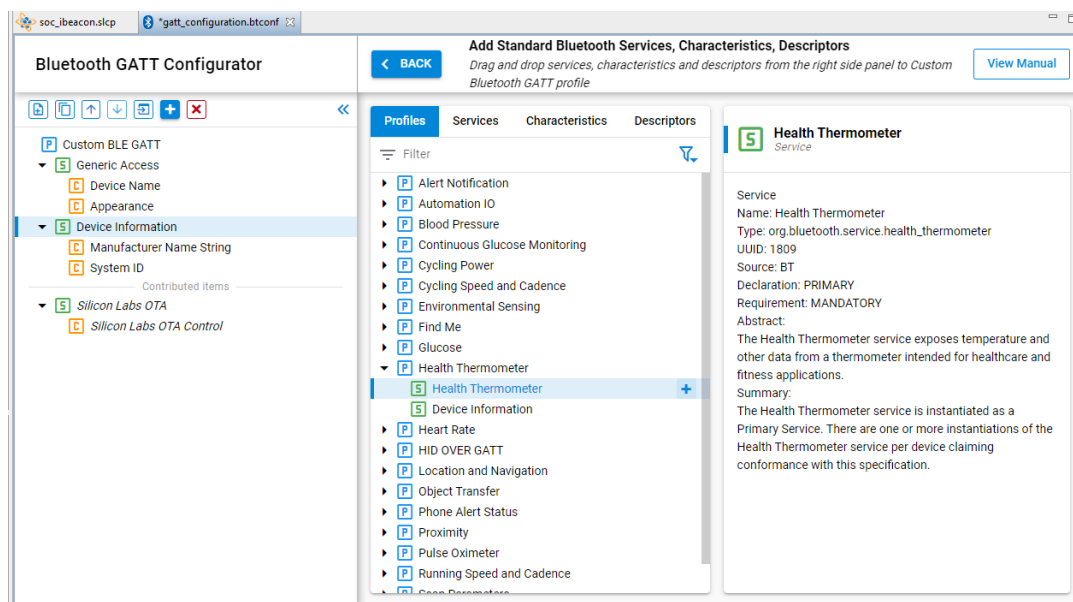 soc_ibeacon.slcp
*gatt_configuration.btconf
Bluetooth GATT Configurator
BACK
Add Standard Bluetooth Services, Characteristics, Descriptors
Drag and drop services, characteristics and descriptors from the right side panel to Custom
Bluetooth GATT profile
View Manual
P Custom BLE GATT
S Generic Access
C Device Name
C Appearance
S Device Information
C Manufacturer Name String
C System ID
Contributed items
S Silicon Labs OTA
C Silicon Labs OTA Control
Profiles Services Characteristics Descriptors
Filter
P Alert Notification
P Automation IO
P Blood Pressure
P Continuous Glucose Monitoring
P Cycling Power
P Cycling Speed and Cadence
P Environmental Sensing
P Find Me
P Glucose
P Health Thermometer
S Health Thermometer
S Device Information
P Heart Rate
P HID OVER GATT
P Location and Navigation
P Object Transfer
P Phone Alert Status
P Proximity
P Pulse Oximeter
P Running Speed and Cadence
P Scan Parameters
S Health Thermometer
Service
Service
Name: Health Thermometer
Type: org.bluetooth.service.health_thermometer
UUID: 1809
Source: BT
Declaration: PRIMARY
Requirement: MANDATORY
Abstract:
The Health Thermometer service exposes temperature and
other data from a thermometer intended for healthcare and
fitness applications.
Summary:
The Health Thermometer service is instantiated as a
Primary Service. There are one or more instantiations of the
Health Thermometer service per device claiming
conformance with this specification.